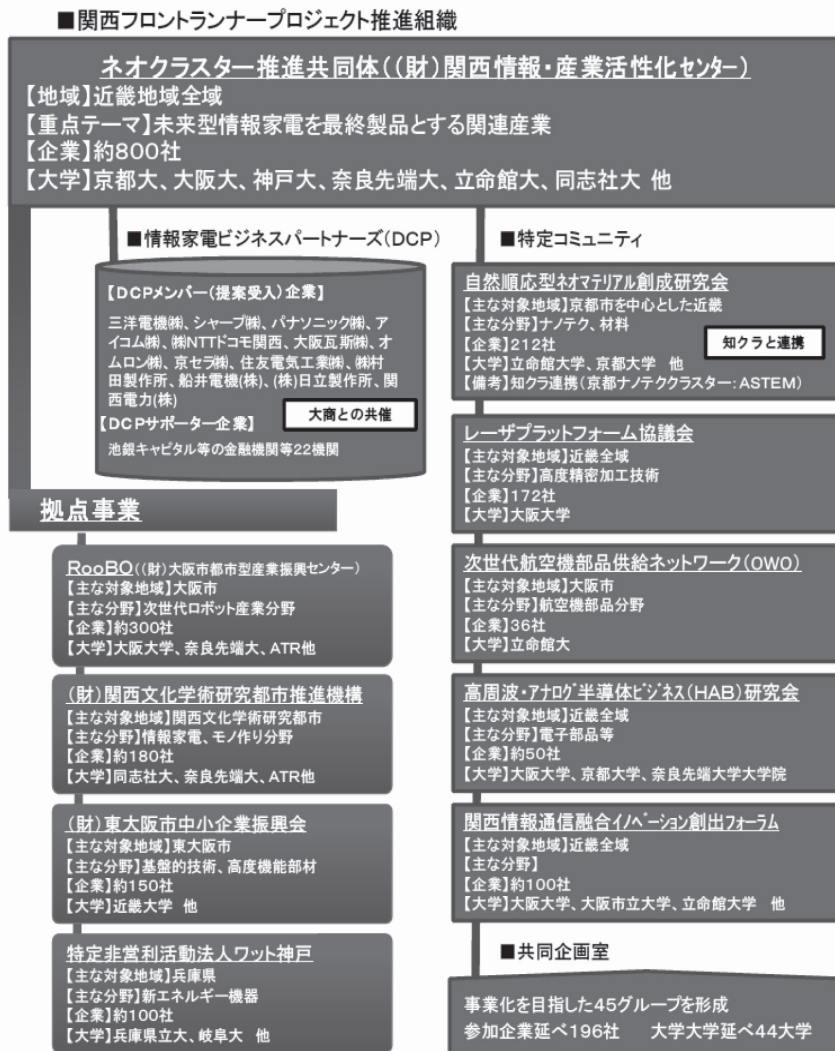 ■関西フロントランナープロジェクト推進組織
ネオクラスター推進共同体((財)関西情報・産業活性化センター)
【地域】近畿地域全域
【重点テーマ】未来型情報家電を最終製品とする関連産業
【企業】約800社
【大学】京都大、大阪大、神戸大、奈良先端大、立命館大、同志社大 他
■情報家電ビジネスパートナーズ(DCP)
【DCPメンバー(提案受入)企業】
三洋電機㈱、シャープ㈱、パナソニック㈱、ア
イコム㈱、㈱NTTドコモ関西、大阪瓦斯㈱、オ
ムロン㈱、京セラ㈱、住友電気工業㈱、㈱村
田製作所、船井電機(株)、(株)日立製作所、関
西電力(株)
【DCPサポーター企業】
大商との共催
池銀キャピタル等の金融機関等22機関
拠点事業
RooBO((財)大阪市都市型産業振興センター)
【主な対象地域】大阪市
【主な分野】次世代ロボット産業分野
【企業】約300社
【大学】大阪大学、奈良先端大、ATR他
(財)関西文化学術研究都市推進機構
【主な対象地域】関西文化学術研究都市
【主な分野】情報家電、モノ作り分野
【企業】約180社
【大学】同志社大、奈良先端大、ATR他
(財)東大阪市中小企業振興会
【主な対象地域】東大阪市
【主な分野】基盤的技術、高度機能部材
【企業】約150社
【大学】近畿大学 他
特定非営利活動法人ワット神戸
【主な対象地域】兵庫県
【主な分野】新エネルギー機器
【企業】約100社
【大学】兵庫県立大、岐阜大 他
■特定コミュニティ
自然順応型ネオマテリアル創成研究会
【主な対象地域】京都市を中心とした近畿
【主な分野】ナノテク、材料
【企業】212社
知クラと連携
【大学】立命館大学、京都大学 他
【備考】知クラ連携(京都ナノテククラスター:ASTEM)
レーザプラットフォーム協議会
【主な対象地域】近畿全域
【主な分野】高度精密加工技術
【企業】172社
【大学】大阪大学
次世代航空機部品供給ネットワーク(OWO)
【主な対象地域】大阪市
【主な分野】航空機部品分野
【企業】36社
【大学】立命館大
高周波・アナログ半導体ビジネス(HAB)研究会
【主な対象地域】近畿全域
【主な分野】電子部品等
【企業】約50社
【大学】大阪大学、京都大学、奈良先端大学大学院
関西情報通信融合イノベーション創出フォーラム
【主な対象地域】近畿全域
【主な分野】
【企業】約100社
【大学】大阪大学、大阪市立大学、立命館大学 他
■共同企画室
事業化を目指した45グループを形成
参加企業延べ196社 大学大学延べ44大学